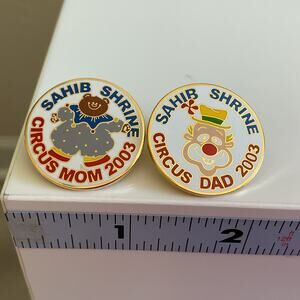 SAHIB SHRINE
CIRCUS MOM 2003
SAHIB SHRINE
CIRCUS DAD 2003
1
2